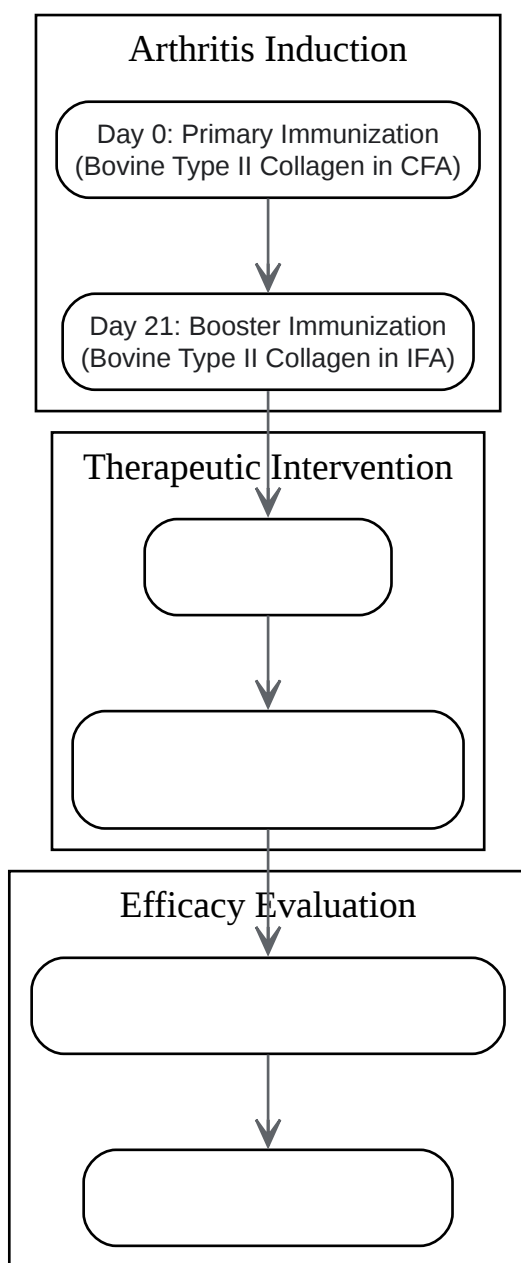 Arthritis Induction
Day 0: Primary Immunization
(Bovine Type II Collagen in CFA)
Day 21: Booster Immunization
(Bovine Type II Collagen in IFA)
Therapeutic Intervention
Efficacy Evaluation